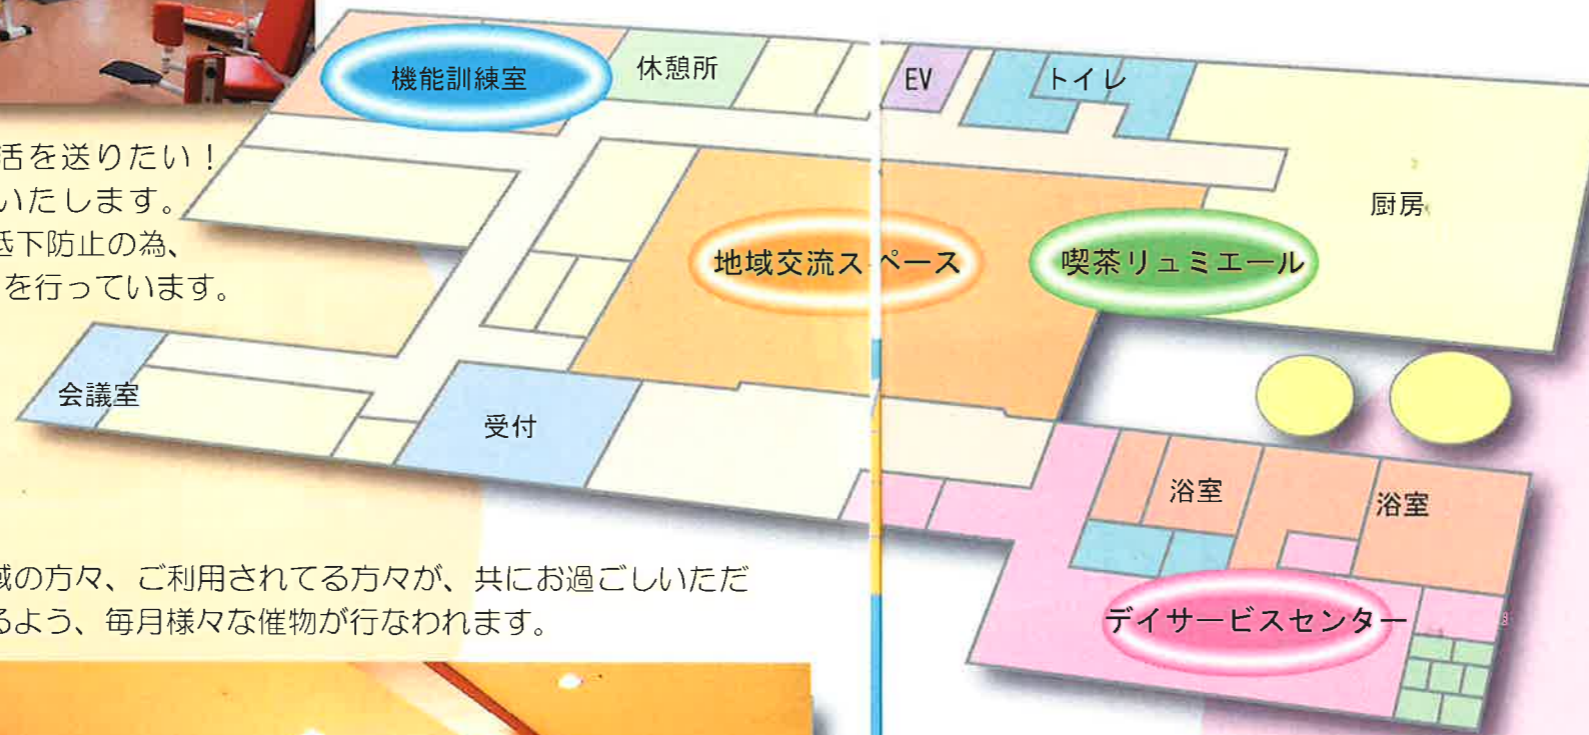 機能訓練室
休憩所
EV
トイレ
活を送りたい！
いたします。
低下防止の為、
を行っています。
厨房
地域交流スペース
喫茶リュミエール
会議室
受付
浴室
浴室
域の方々、ご利用されてる方々が、共にお過ごしいただ
るよう、毎月様々な催物が行なわれます。
デイサービスセンター